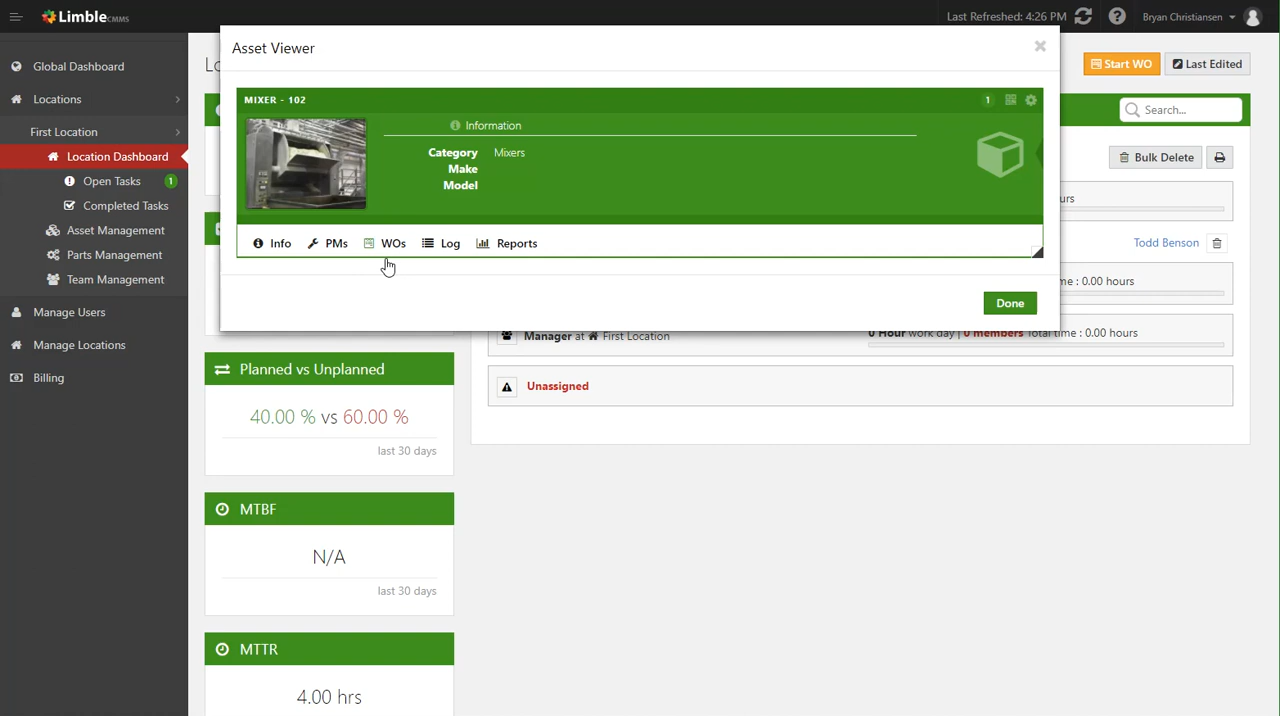 Limble CMMS
Last Refreshed: 4:26 PM
Bryan Christiansen
Global Dashboard
Locations
First Location
Location Dashboard
Open Tasks 1
Completed Tasks
Asset Management
Parts Management
Team Management
Manage Users
Manage Locations
Billing
Lo
Start WO
Last Edited
Search...
Bulk Delete
Asset Viewer
×
MIXER - 102
1
Information
Category Mixers
Make
Model
Info
PMs
WOs
Log
Reports
Done
urs
Todd Benson
me : 0.00 hours
Manager at First Location
0 Hour work day | 0 members Total time : 0.00 hours
Unassigned
Planned vs Unplanned
40.00 % vs 60.00 %
last 30 days
MTBF
N/A
last 30 days
MTTR
4.00 hrs